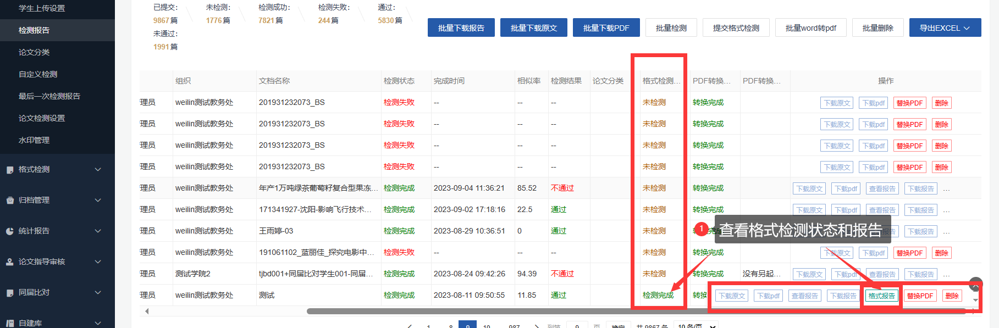 学生上传设置
检测报告
论文分类
自定义检测
最后一次检测报告
论文检测设置
水印管理
格式检测
归档管理
统计报告
论文指导审核
同届比对
自建库
已提交: 未检测: 检测成功: 检测失败: 通过:
9867篇 1776篇 7821篇 244篇 5830篇
未通过:
1991篇
批量下载报告 批量下载原文 批量下载PDF 批量检测 提交格式检测 批量word转pdf 批量删除 导出EXCEL
组织 文档名称 检测状态 完成时间 相似率 检测结果 论文分类 格式检测... PDF转换... PDF转换... 操作
理员 weilin测试教务处 201931232073_BS 检测失败 -- -- -- 未检测 转换完成 下载原文 下载pdf 替换PDF 删除
理员 weilin测试教务处 201931232073_BS 检测失败 -- -- -- 未检测 转换完成 下载原文 下载pdf 替换PDF 删除
理员 weilin测试教务处 201931232073_BS 检测失败 -- -- -- 未检测 转换完成 下载原文 下载pdf 替换PDF 删除
理员 weilin测试教务处 201931232073_BS 检测失败 -- -- -- 未检测 转换完成 下载原文 下载pdf 替换PDF 删除
理员 weilin测试教务处 年产1万吨绿茶葡萄籽复合型果冻... 检测完成 2023-09-04 11:36:21 85.52 不通过 未检测 转换完成 下载原文 下载pdf 查看报告 下载报告 ...
理员 weilin测试教务处 171341927-沈阳-影响飞行技术... 检测完成 2023-09-02 17:18:16 22.5 通过 未检测 下载原文 下载pdf 查看报告 下载报告 ...
理员 weilin测试教务处 王雨婷-03 检测完成 2023-08-29 10:36:51 0 通过 未检测 下载报告 ...
1 查看格式检测状态和报告
理员 weilin测试教务处 191061102_蓝丽佳_探究电影中... 检测失败 -- -- -- 未检测 转换完成 下载原文 下载pdf 替换PDF 删除
理员 测试学院2 tjbd001+同届比对学生001-同届... 检测完成 2023-08-24 09:42:26 94.39 不通过 未检测 转换完成 没有另起... 下载原文 下载pdf 查看报告 下载报告 ...
理员 weilin测试教务处 测试 检测完成 2023-08-11 09:50:55 11.85 通过 检测完成 转换 下载原文 下载pdf 查看报告 下载报告 格式报告 替换PDF 删除
1 8 9 10 987 到第 9 页 确定 共 9867 条 10 条/页